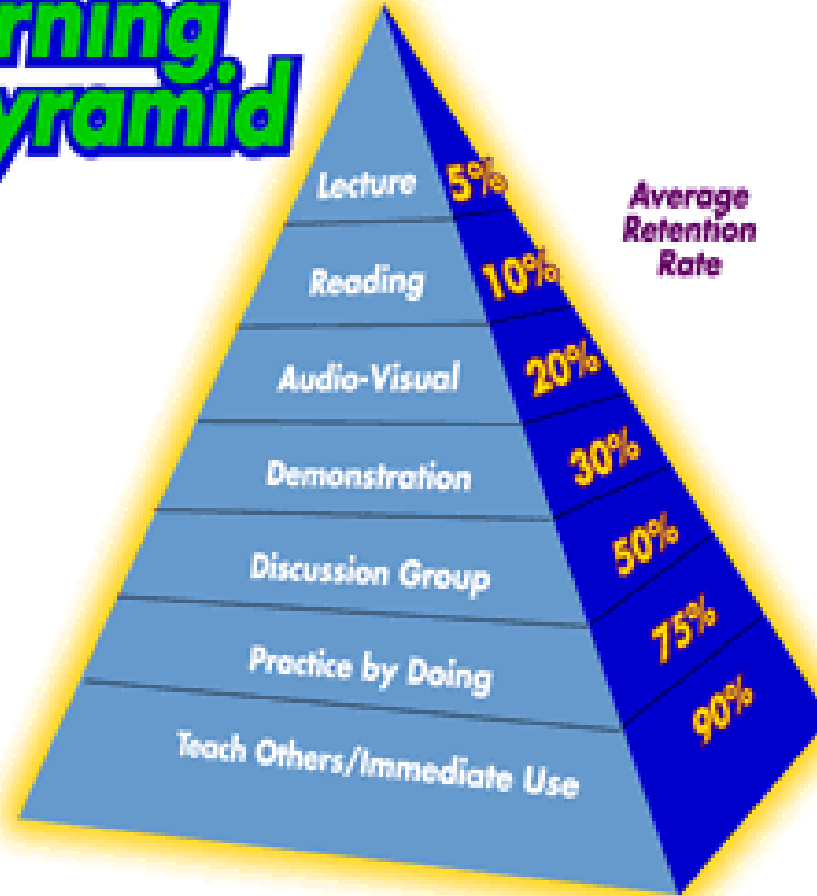 rning
yramid
Lecture 5%
Average
Retention
Rate
Reading 10%
Audio-Visual 20%
Demonstration 30%
Discussion Group 50%
Practice by Doing 75%
Teach Others/Immediate Use 90%